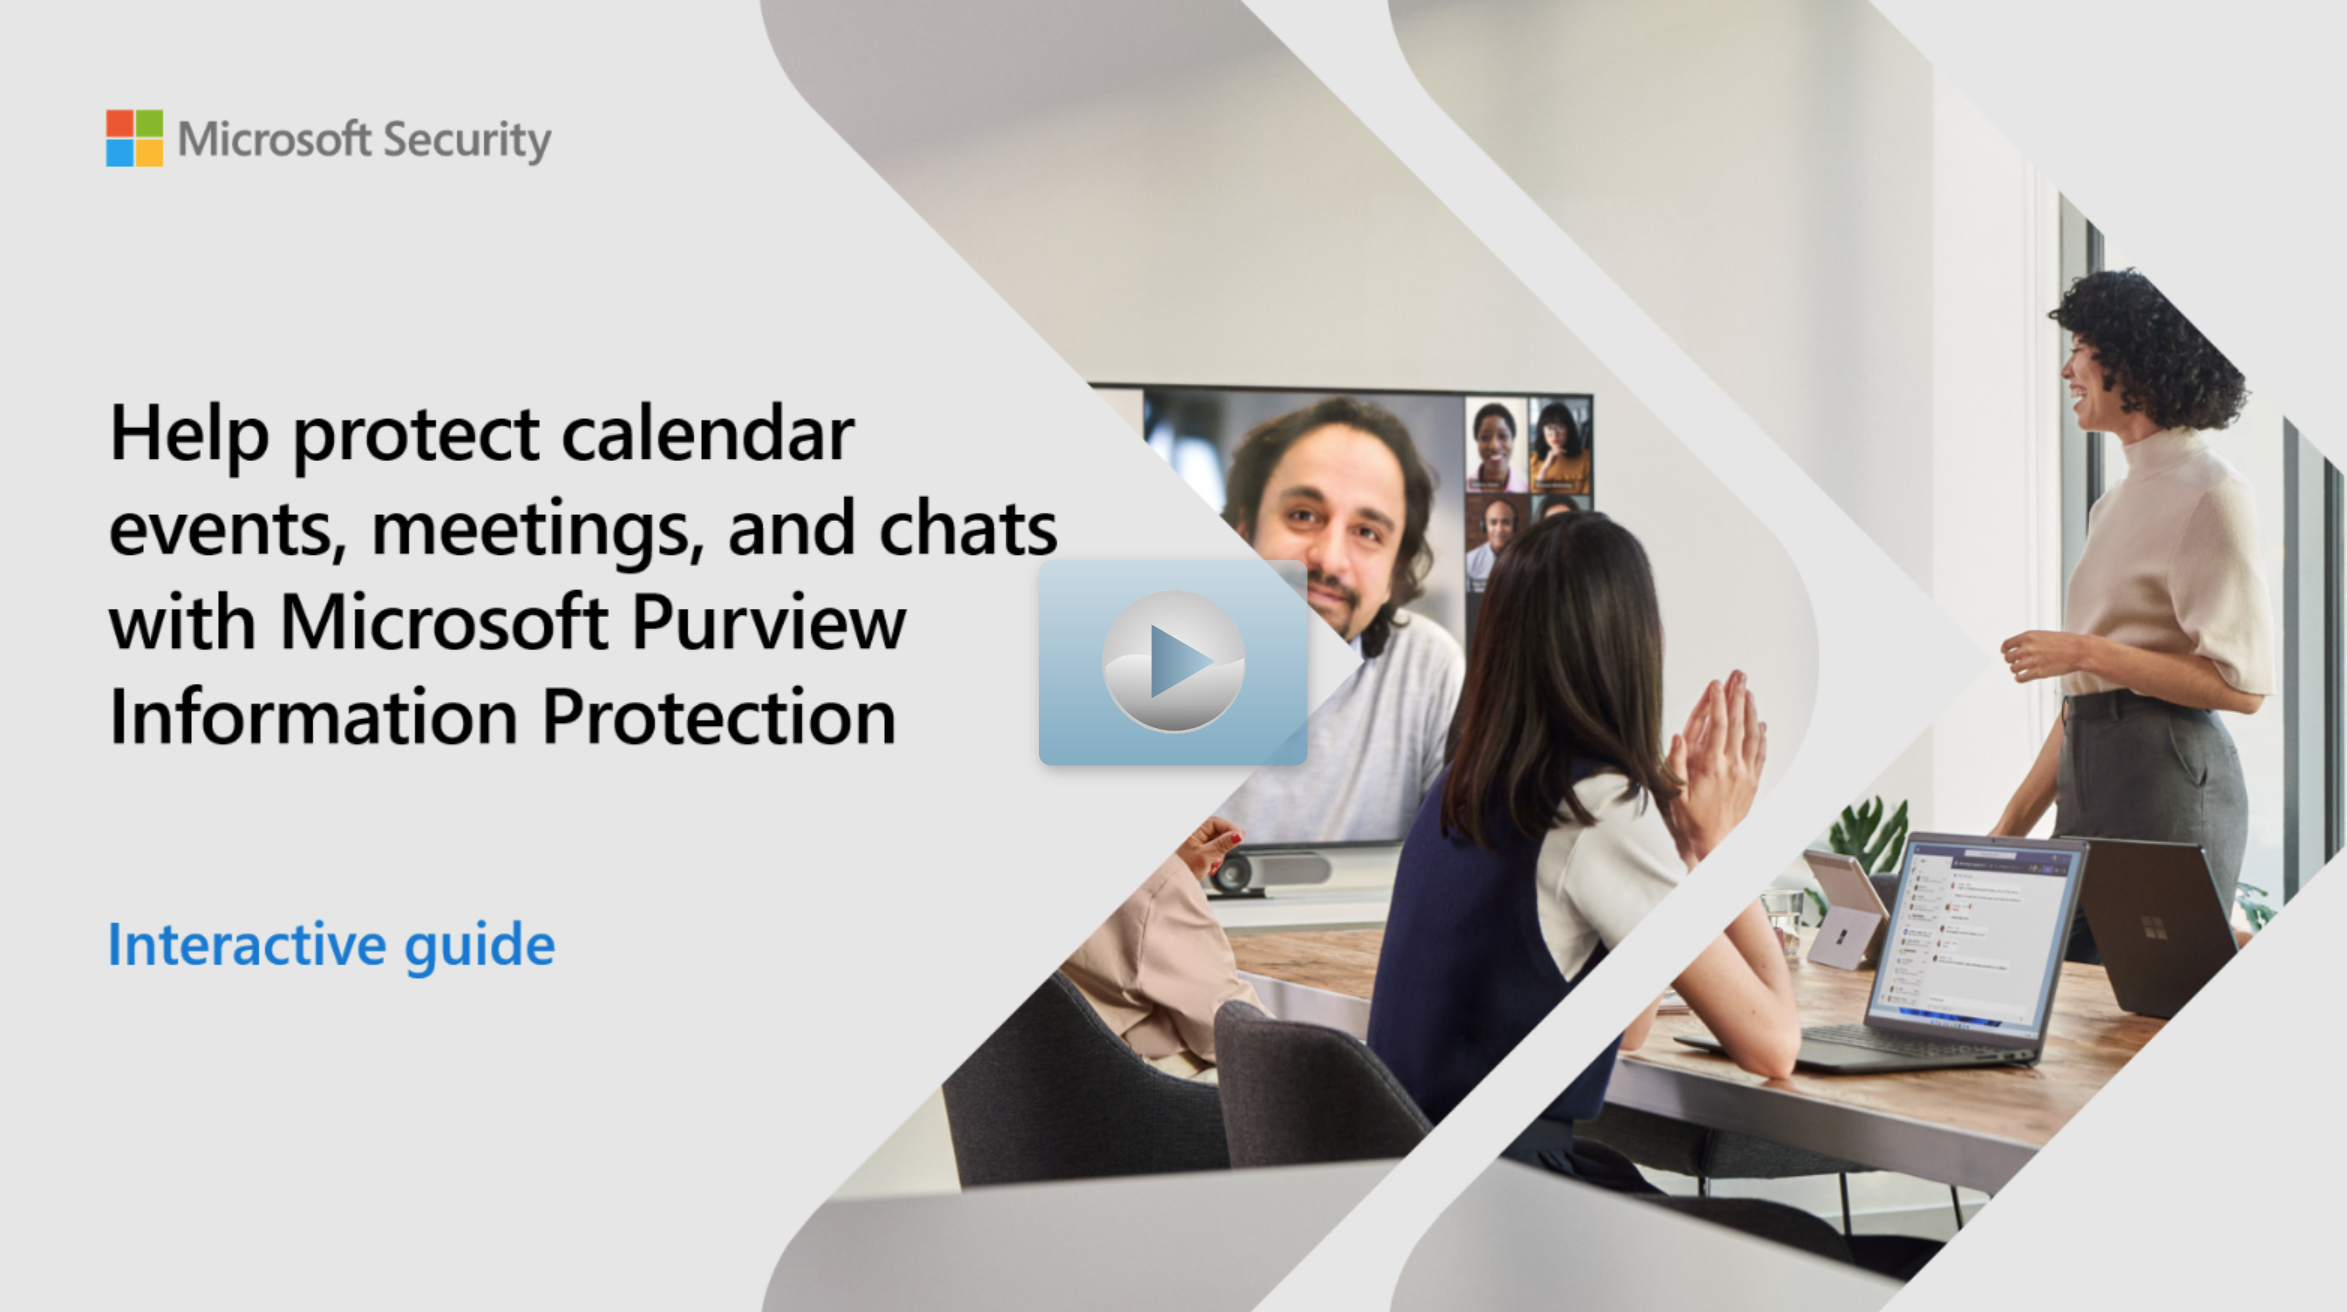 Microsoft Security
Help protect calendar
events, meetings, and chats
with Microsoft Purview
Information Protection
Interactive guide